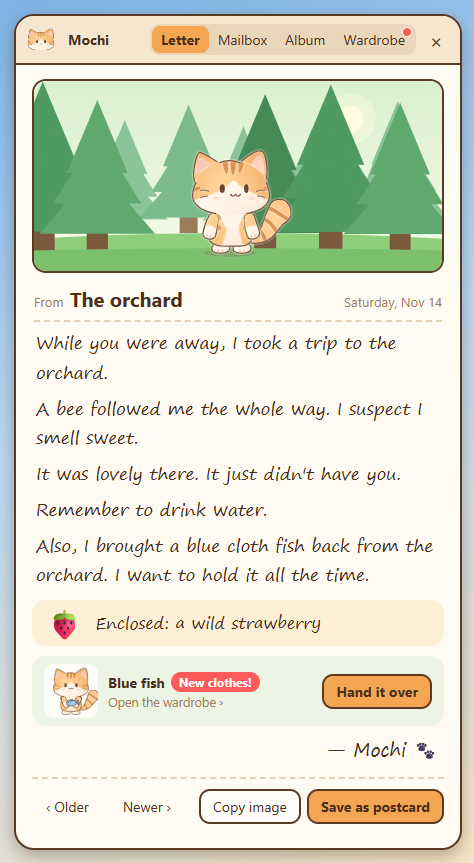 Mochi
Letter Mailbox Album Wardrobe ×
From The orchard Saturday, Nov 14
While you were away, I took a trip to the
orchard.
A bee followed me the whole way. I suspect I
smell sweet.
It was lovely there. It just didn't have you.
Remember to drink water.
Also, I brought a blue cloth fish back from the
orchard. I want to hold it all the time.
Enclosed: a wild strawberry
Blue fish New clothes!
Open the wardrobe ›
Hand it over
— Mochi 🐾
‹ Older Newer › Copy image Save as postcard